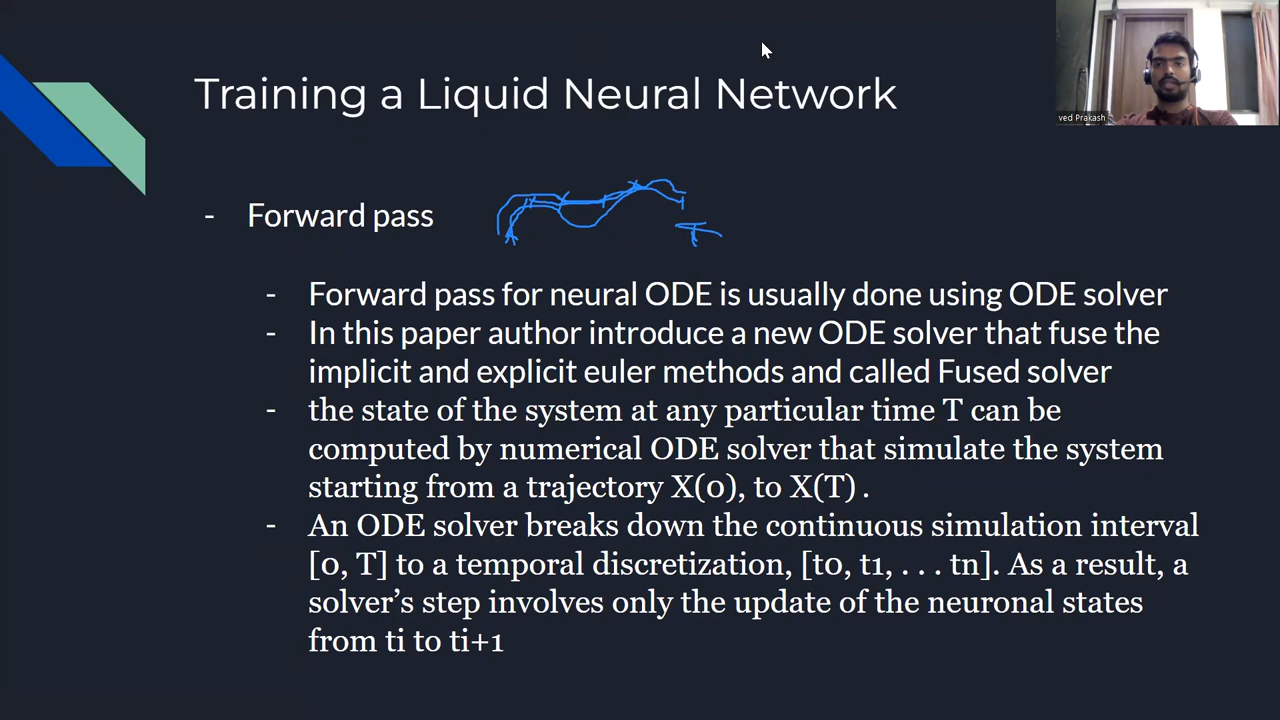 ved Prakash
Training a Liquid Neural Network
- Forward pass
T
- Forward pass for neural ODE is usually done using ODE solver
- In this paper author introduce a new ODE solver that fuse the
implicit and explicit euler methods and called Fused solver
- the state of the system at any particular time T can be
computed by numerical ODE solver that simulate the system
starting from a trajectory X(0), to X(T) .
- An ODE solver breaks down the continuous simulation interval
[0, T] to a temporal discretization, [t0, t1, . . . tn]. As a result, a
solver’s step involves only the update of the neuronal states
from ti to ti+1